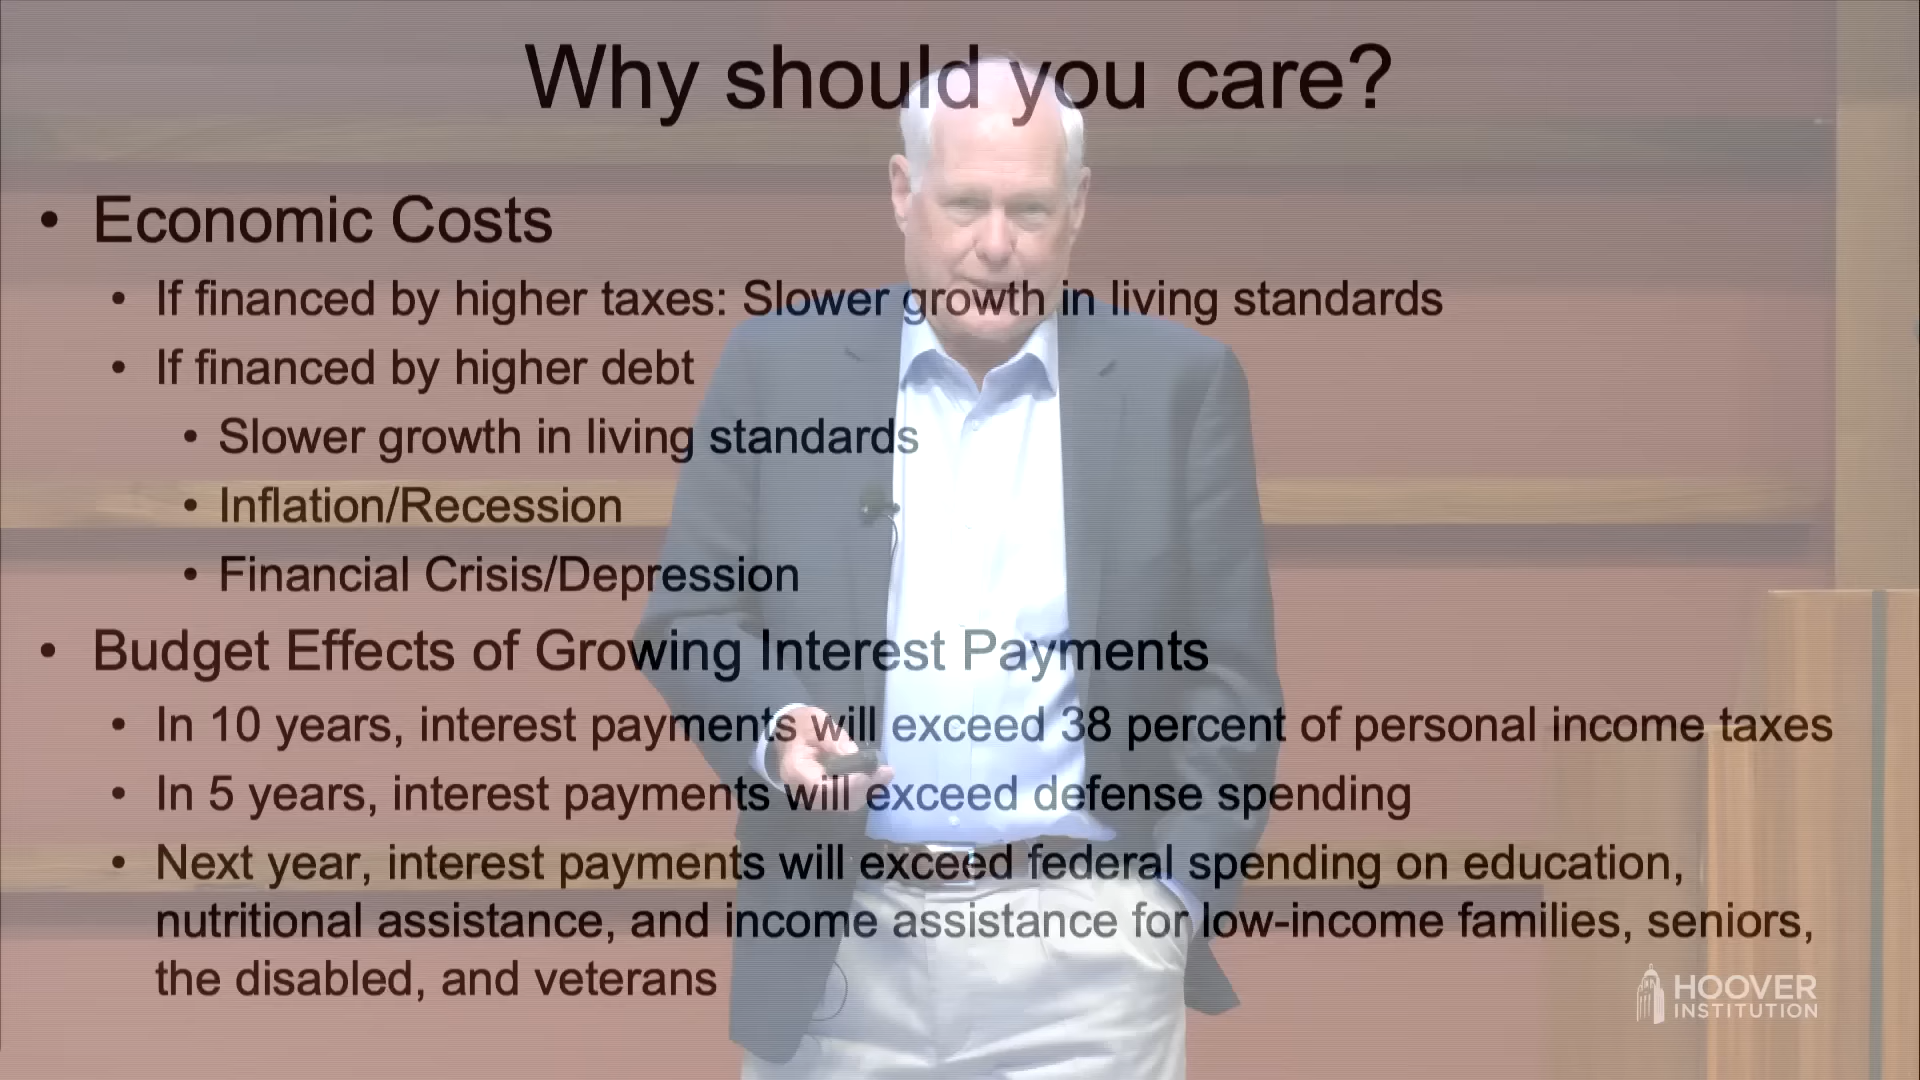 Why should you care?
• Economic Costs
• If financed by higher taxes: Slower growth in living standards
• If financed by higher debt
• Slower growth in living standards
• Inflation/Recession
• Financial Crisis/Depression
• Budget Effects of Growing Interest Payments
• In 10 years, interest payments will exceed 38 percent of personal income taxes
• In 5 years, interest payments will exceed defense spending
• Next year, interest payments will exceed federal spending on education,
nutritional assistance, and income assistance for low-income families, seniors,
the disabled, and veterans
HOOVER
INSTITUTION